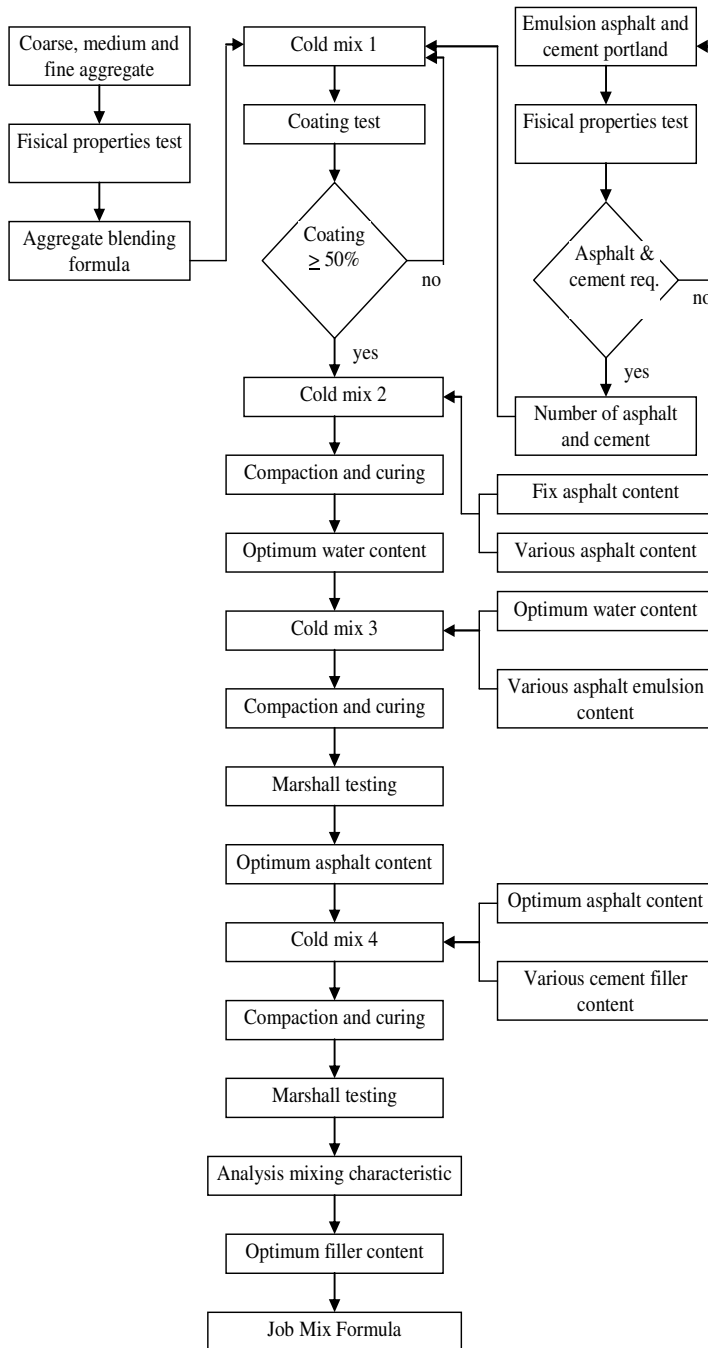 Coarse, medium and
fine aggregate
Fisical properties test
Aggregate blending
formula
Cold mix 1
Coating test
Coating
≥ 50%
no
yes
Emulsion asphalt and
cement portland
Fisical properties test
Asphalt &
cement req.
no
yes
Number of asphalt
and cement
Cold mix 2
Fix asphalt content
Various asphalt content
Compaction and curing
Optimum water content
Cold mix 3
Optimum water content
Various asphalt emulsion
content
Compaction and curing
Marshall testing
Optimum asphalt content
Cold mix 4
Optimum asphalt content
Various cement filler
content
Compaction and curing
Marshall testing
Analysis mixing characteristic
Optimum filler content
Job Mix Formula